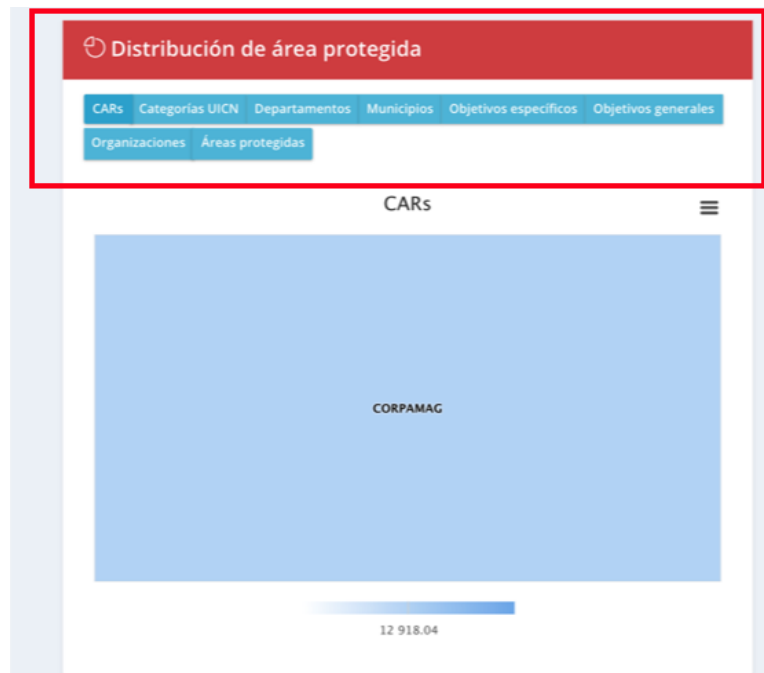 Distribución de área protegida
CARs Categorías UICN Departamentos Municipios Objetivos específicos Objetivos generales
Organizaciones Áreas protegidas
CARs
CORPAMAG
12 918.04